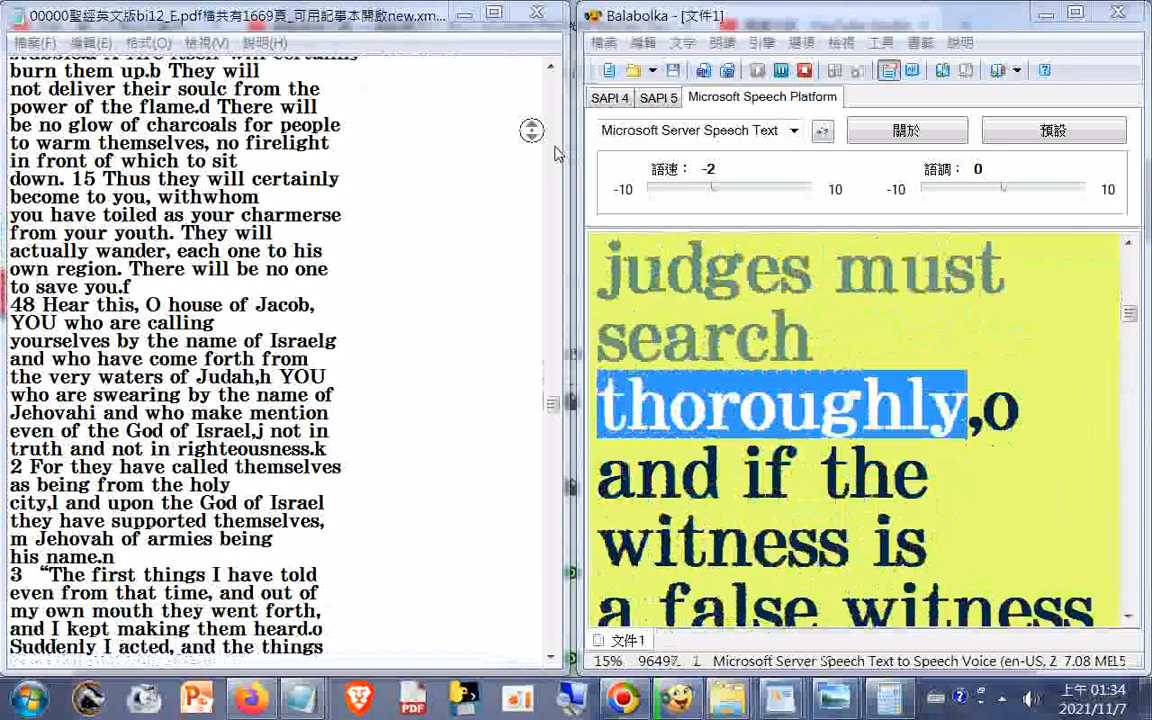 00000聖經英文版bi12_E.pdf檔共有1669頁_可用記事本開啟new.xm...
檔案(F) 編輯(E) 格式(O) 檢視(V) 說明(H)
burn them up.b They will
not deliver their soulc from the
power of the flame.d There will
be no glow of charcoals for people
to warm themselves, no firelight
in front of which to sit
down. 15 Thus they will certainly
become to you, withwhom
you have toiled as your charmerse
from your youth. They will
actually wander, each one to his
own region. There will be no one
to save you.f
48 Hear this, O house of Jacob,
YOU who are calling
yourselves by the name of Israelg
and who have come forth from
the very waters of Judah,h YOU
who are swearing by the name of
Jehovahi and who make mention
even of the God of Israel,j not in
truth and not in righteousness.k
2 For they have called themselves
as being from the holy
city,l and upon the God of Israel
they have supported themselves,
m Jehovah of armies being
his name.n
3 “The first things I have told
even from that time, and out of
my own mouth they went forth,
and I kept making them heard.o
Suddenly I acted, and the things
Balabolka - [文件1]
檔案 編輯 文字 朗讀 引擎 選項 檢視 工具 書籤 說明
SAPI 4 SAPI 5 Microsoft Speech Platform
Microsoft Server Speech Text 關於 預設
語速： -2 語調： 0
-10 10 -10 10
judges must
search
thoroughly,o
and if the
witness is
a false witness
文件1
15% 96497. 1 Microsoft Server Speech Text to Speech Voice (en-US, Z 7.08 MEL5
PDF
上午 01:34
2021/11/7